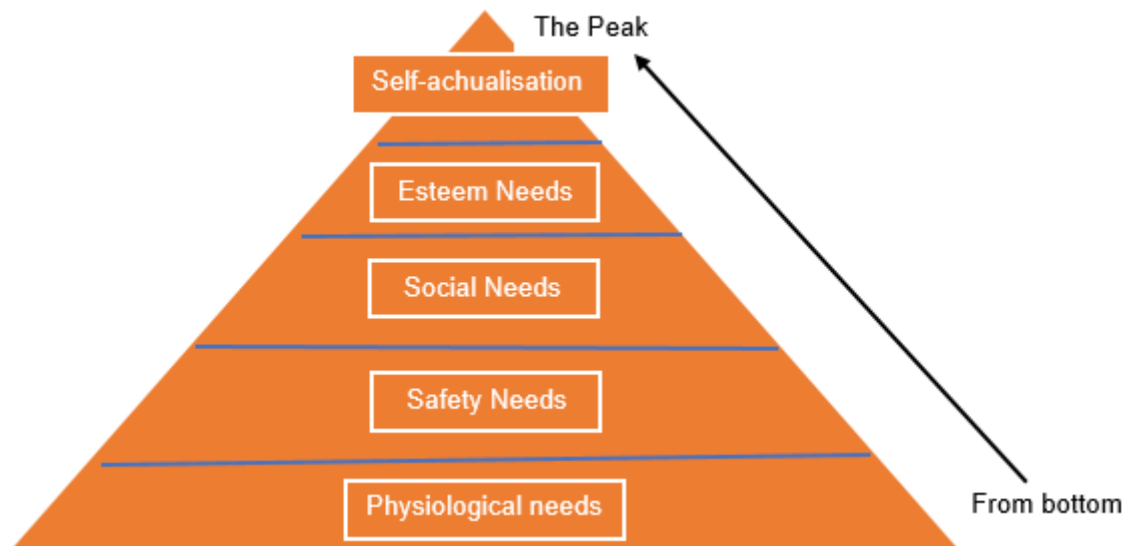 The Peak
Self-achualisation
Esteem Needs
Social Needs
Safety Needs
Physiological needs
From bottom